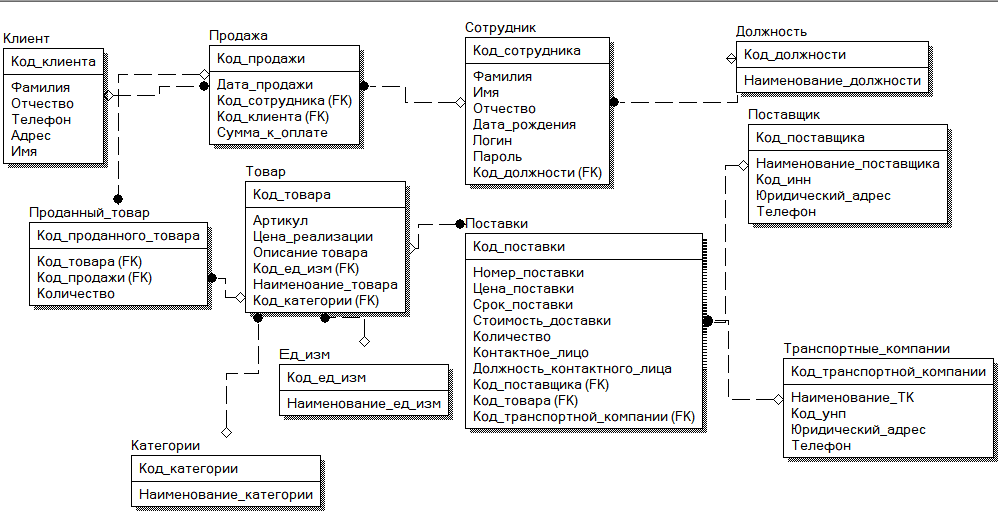 Клиент
Код_клиента
Фамилия
Отчество
Телефон
Адрес
Имя
Продажа
Код_продажи
Дата_продажи
Код_сотрудника (FK)
Код_клиента (FK)
Сумма_к_оплате
Сотрудник
Код_сотрудника
Фамилия
Имя
Отчество
Дата_рождения
Логин
Пароль
Код_должности (FK)
Должность
Код_должности
Наименование_должности
Поставщик
Код_поставщика
Наименование_поставщика
Код_инн
Юридический_адрес
Телефон
Проданный_товар
Код_проданного_товара
Код_товара (FK)
Код_продажи (FK)
Количество
Товар
Код_товара
Артикул
Цена_реализации
Описание товара
Код_ед_изм (FK)
Наименоание_товара
Код_категории (FK)
Поставки
Код_поставки
Номер_поставки
Цена_поставки
Срок_поставки
Стоимость_доставки
Количество
Контактное_лицо
Должность_контактного_лица
Код_поставщика (FK)
Код_товара (FK)
Код_транспортной_компании (FK)
Ед_изм
Код_ед_изм
Наименование_ед_изм
Транспортные_компании
Код_транспортной_компании
Наименование_ТК
Код_унп
Юридический_адрес
Телефон
Категории
Код_категории
Наименование_категории